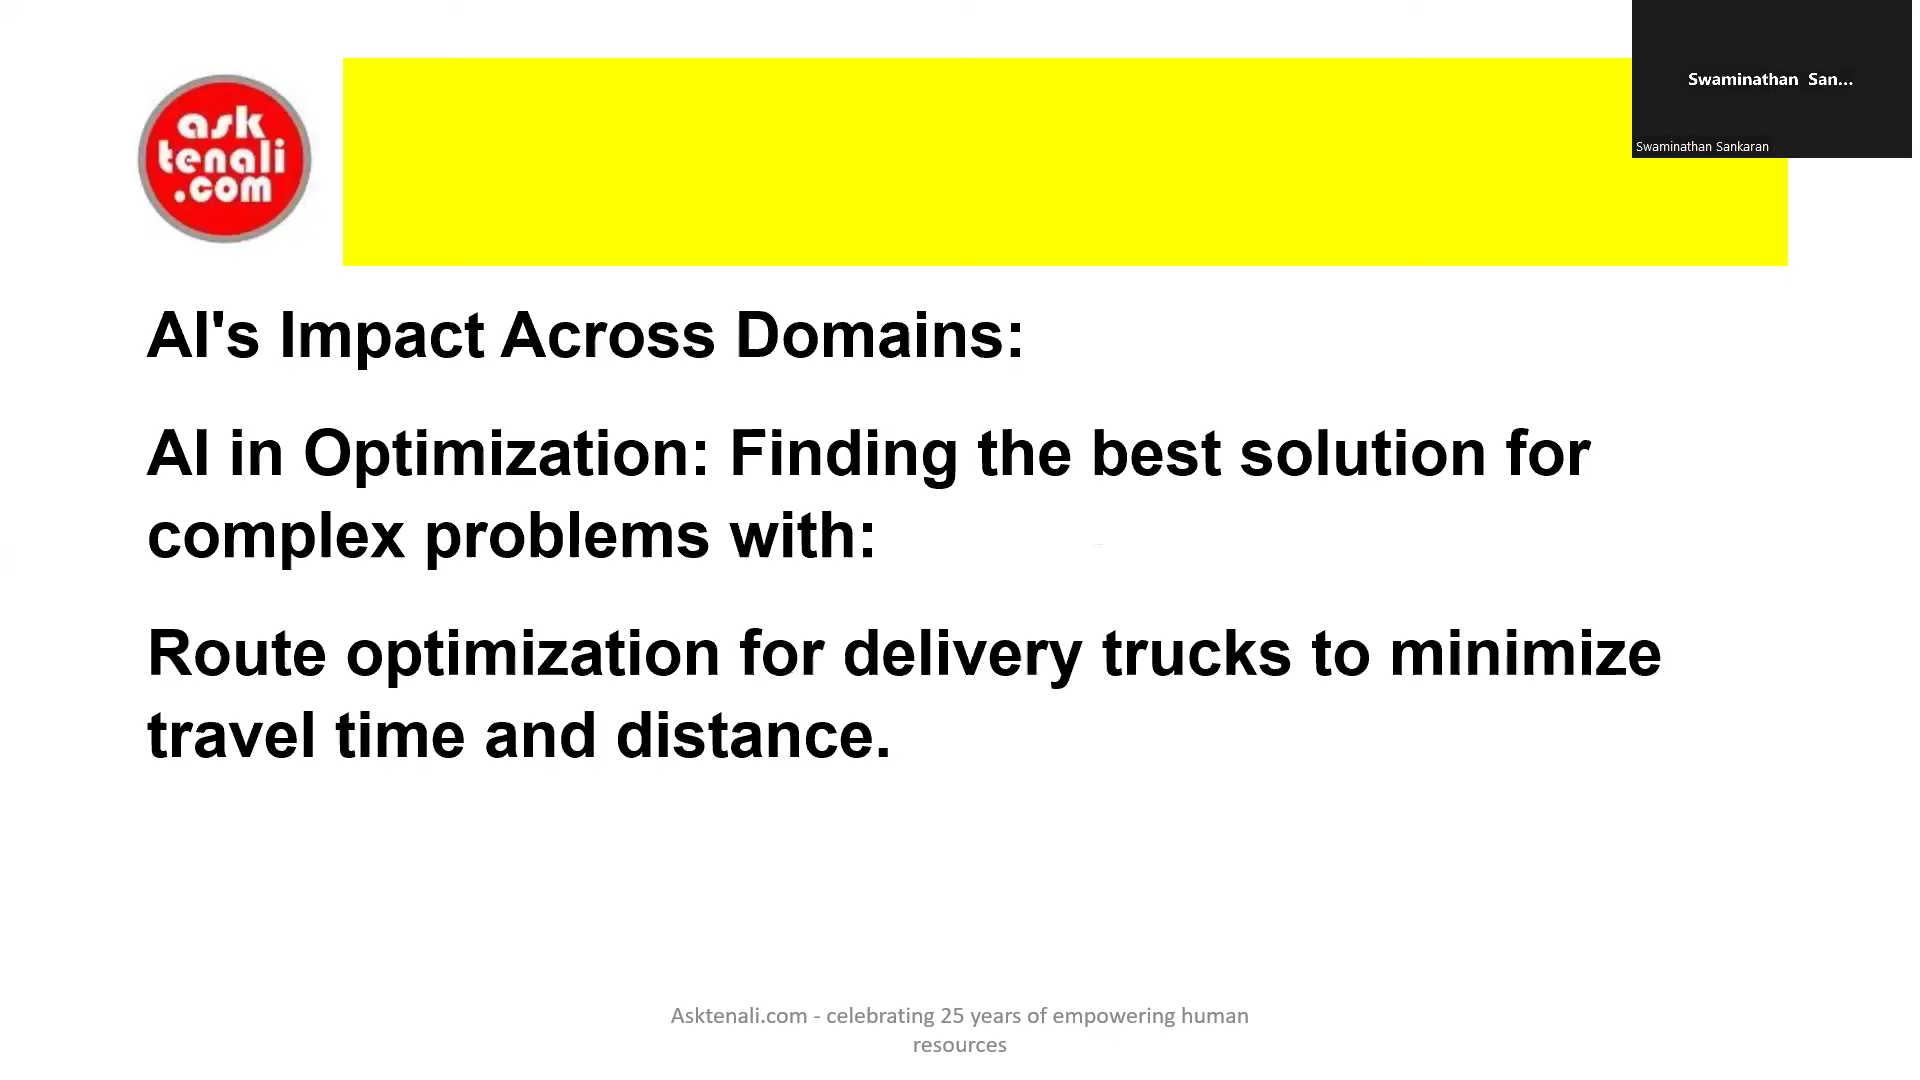 ask
tenali
.com
Swaminathan San...
Swaminathan Sankaran
AI's Impact Across Domains:
AI in Optimization: Finding the best solution for
complex problems with:
Route optimization for delivery trucks to minimize
travel time and distance.
Asktenali.com - celebrating 25 years of empowering human
resources